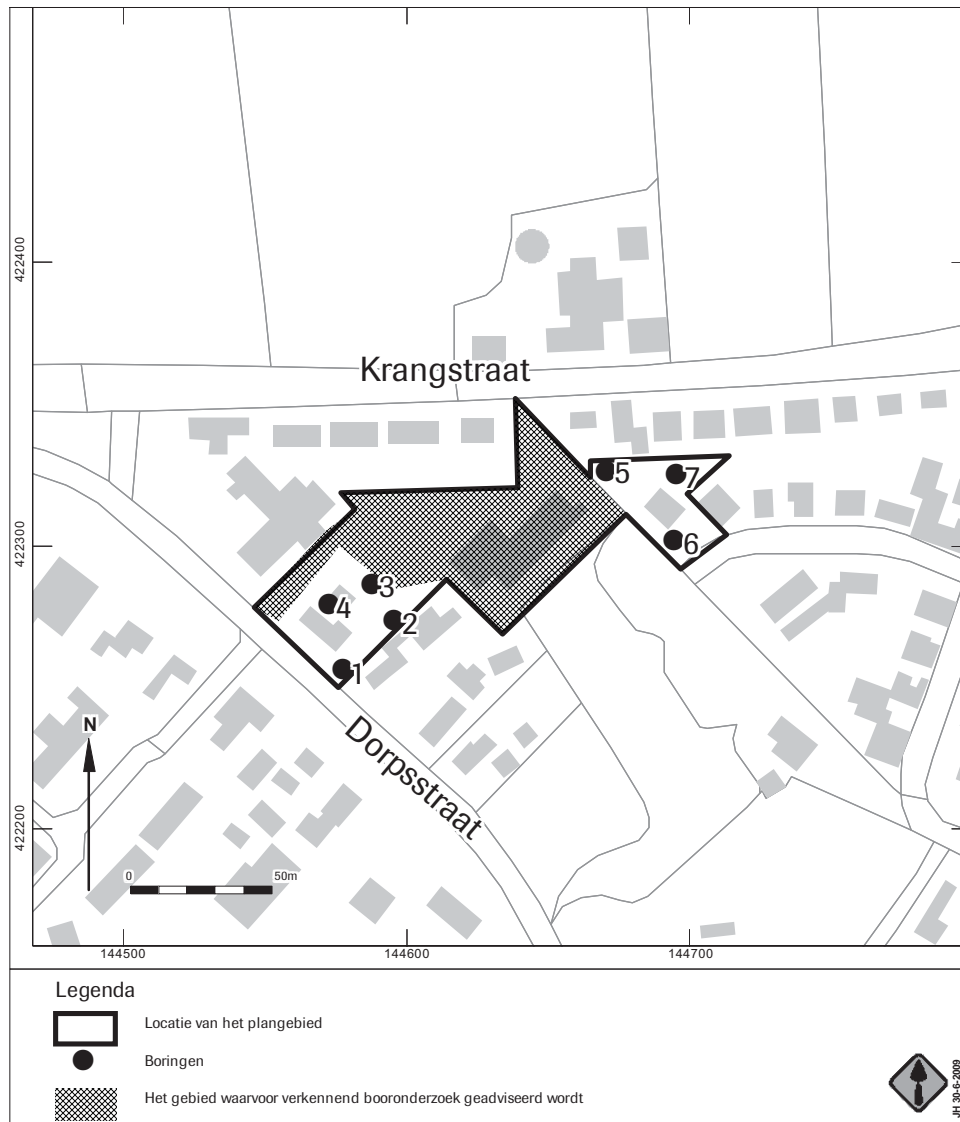 422400
Krangstraat
5
7
422300
6
3
4
2
1
N
Dorpsstraat
422200
0 50m
144500 144600 144700
Legenda
Locatie van het plangebied
Boringen
Het gebied waarvoor verkennend booronderzoek geadviseerd wordt
JH 30-6-2009